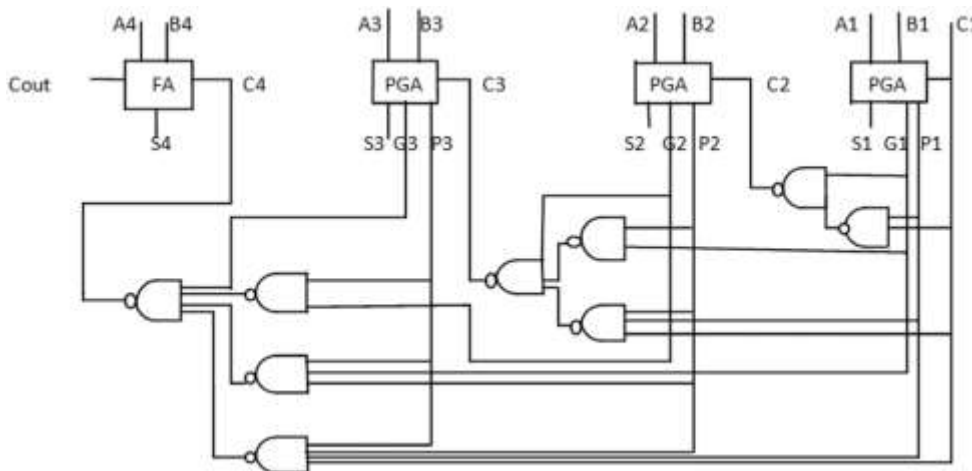 A4 B4 A3 B3 A2 B2 A1 B1 C1
Cout FA C4 PGA C3 PGA C2 PGA
S4 S3 G3 P3 S2 G2 P2 S1 G1 P1